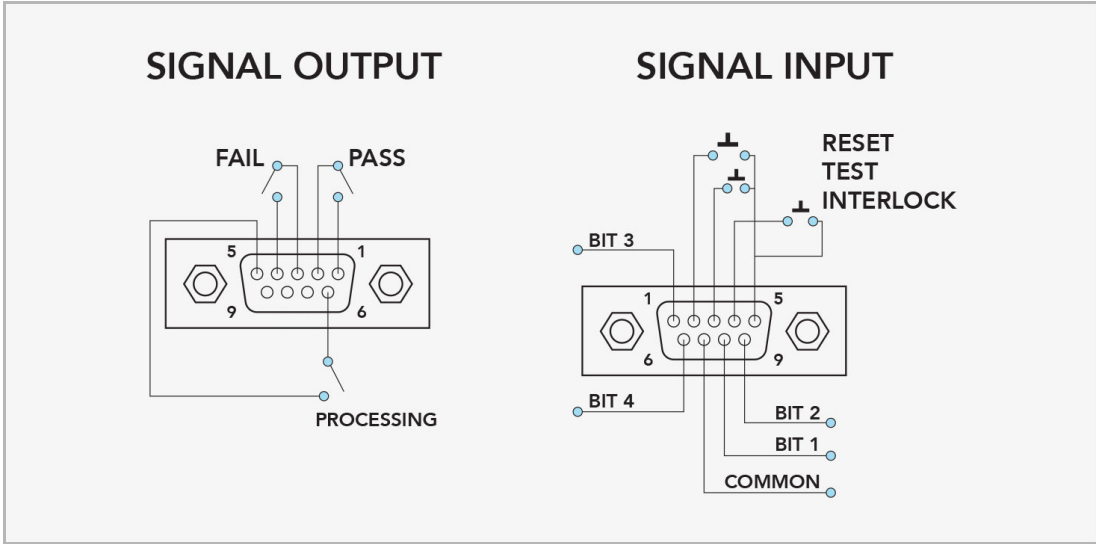 SIGNAL OUTPUT
FAIL
PASS
5
1
9
6
PROCESSING
SIGNAL INPUT
RESET
TEST
INTERLOCK
BIT 3
1
5
6
9
BIT 4
BIT 2
BIT 1
COMMON